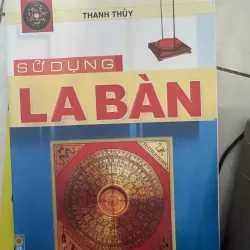 THANH THỦY
SỬ DỤNG
LA BÀN